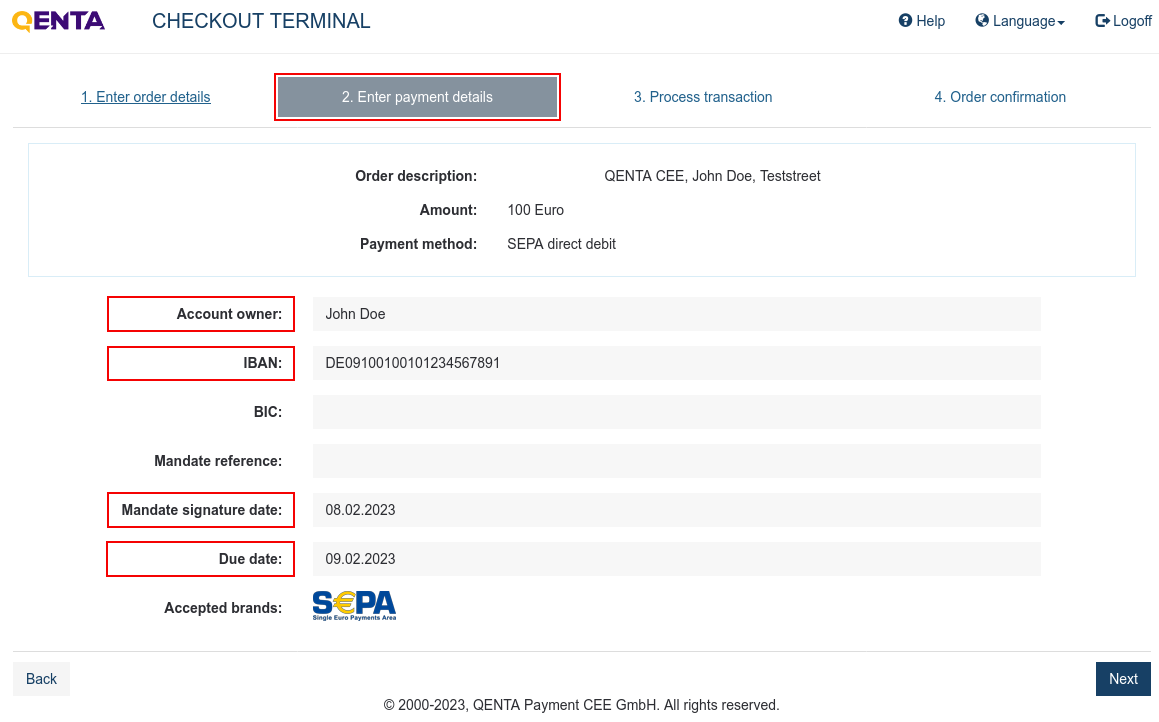 QENTA CHECKOUT TERMINAL Help Language Logoff
1. Enter order details 2. Enter payment details 3. Process transaction 4. Order confirmation
Order description: QENTA CEE, John Doe, Teststreet
Amount: 100 Euro
Payment method: SEPA direct debit
Account owner: John Doe
IBAN: DE09100100101234567891
BIC:
Mandate reference:
Mandate signature date: 08.02.2023
Due date: 09.02.2023
Accepted brands: S€PA
Single Euro Payments Area
Back Next
© 2000-2023, QENTA Payment CEE GmbH. All rights reserved.